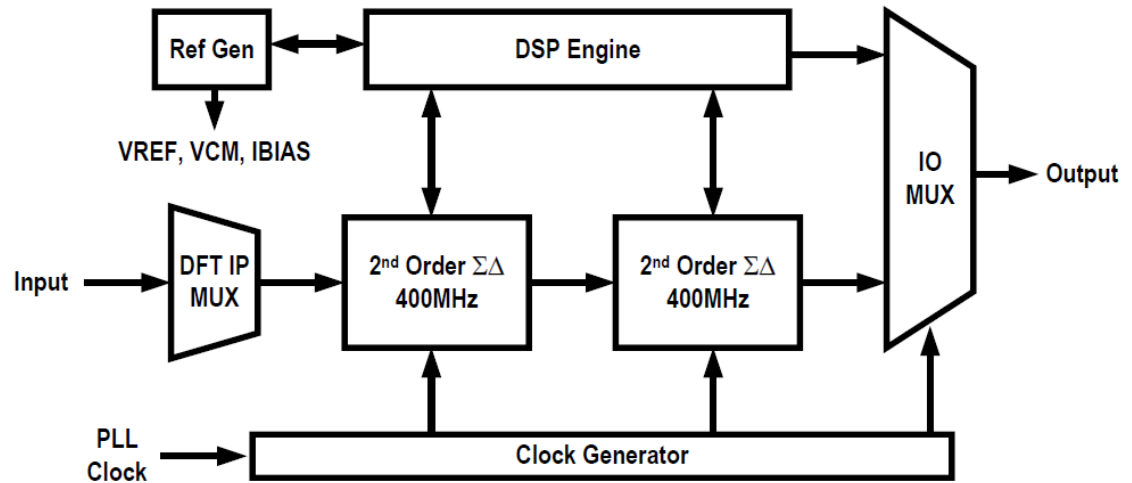 Ref Gen
DSP Engine
VREF, VCM, IBIAS
IO
MUX
Output
Input
DFT IP
MUX
2nd Order ΣΔ
400MHz
2nd Order ΣΔ
400MHz
PLL
Clock
Clock Generator